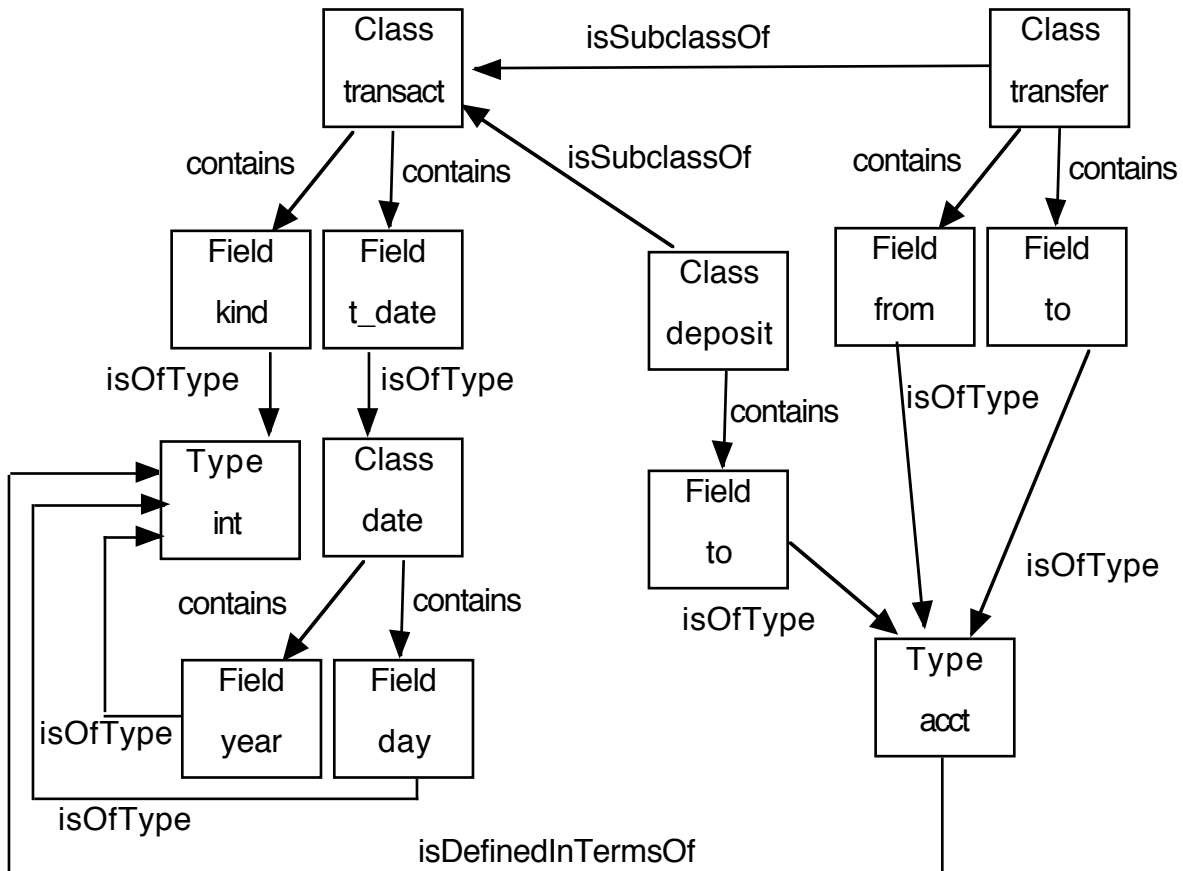 Class
transact
isSubclassOf
Class
transfer
contains
contains
isSubclassOf
contains
contains
Field
kind
Field
t_date
Class
deposit
Field
from
Field
to
isOfType
isOfType
contains
isOfType
Type
int
Class
date
Field
to
isOfType
contains
contains
isOfType
Type
acct
Field
year
Field
day
isOfType
isOfType
isDefinedInTermsOf